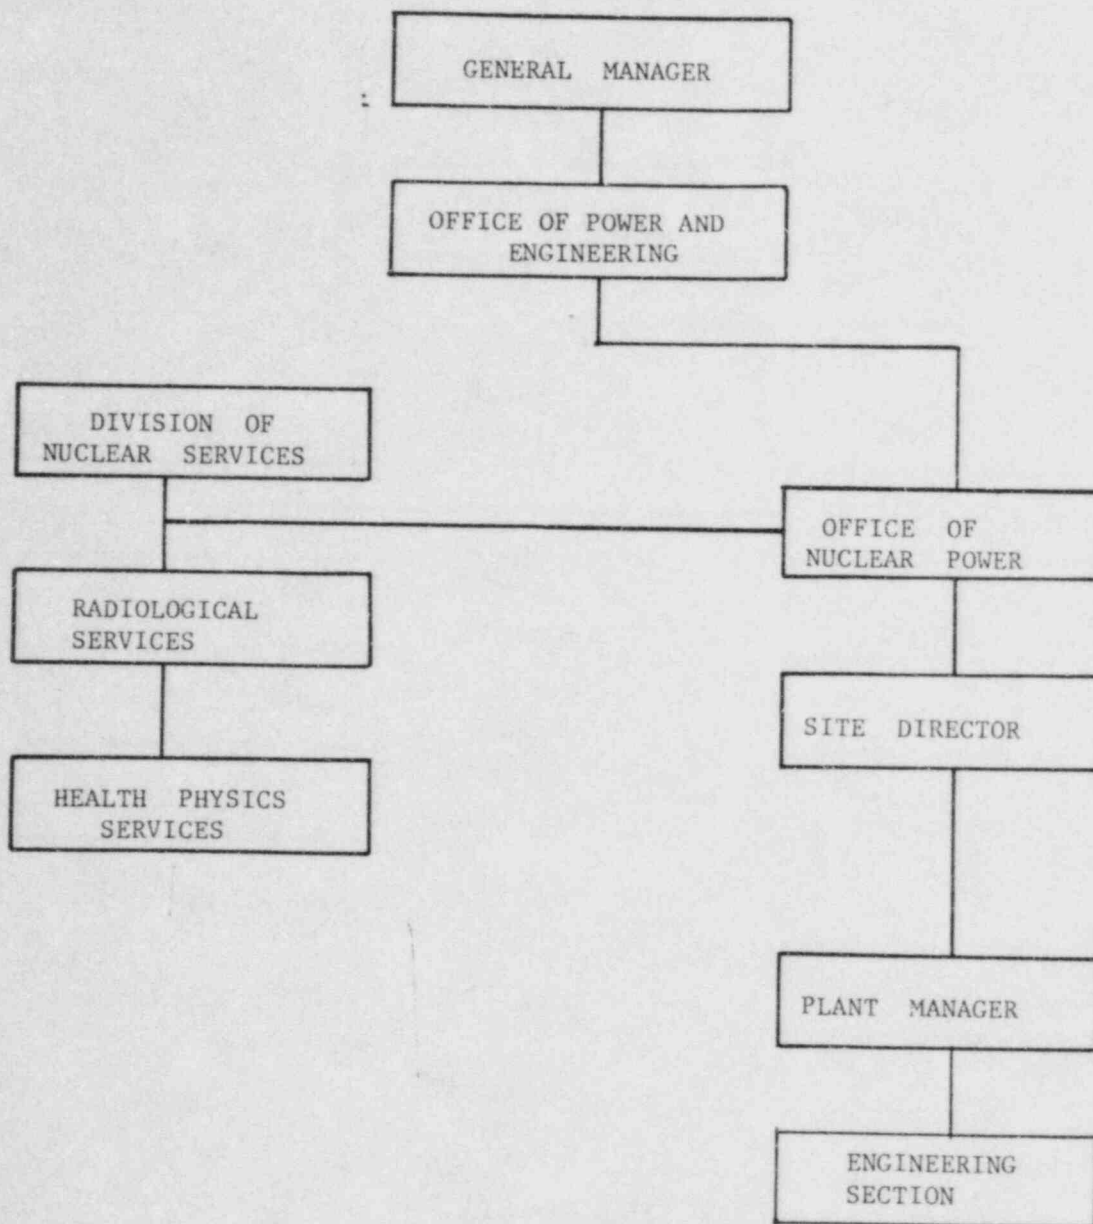 GENERAL MANAGER
OFFICE OF POWER AND
ENGINEERING
DIVISION OF
NUCLEAR SERVICES
OFFICE OF
NUCLEAR POWER
RADIOLOGICAL
SERVICES
SITE DIRECTOR
HEALTH PHYSICS
SERVICES
PLANT MANAGER
ENGINEERING
SECTION